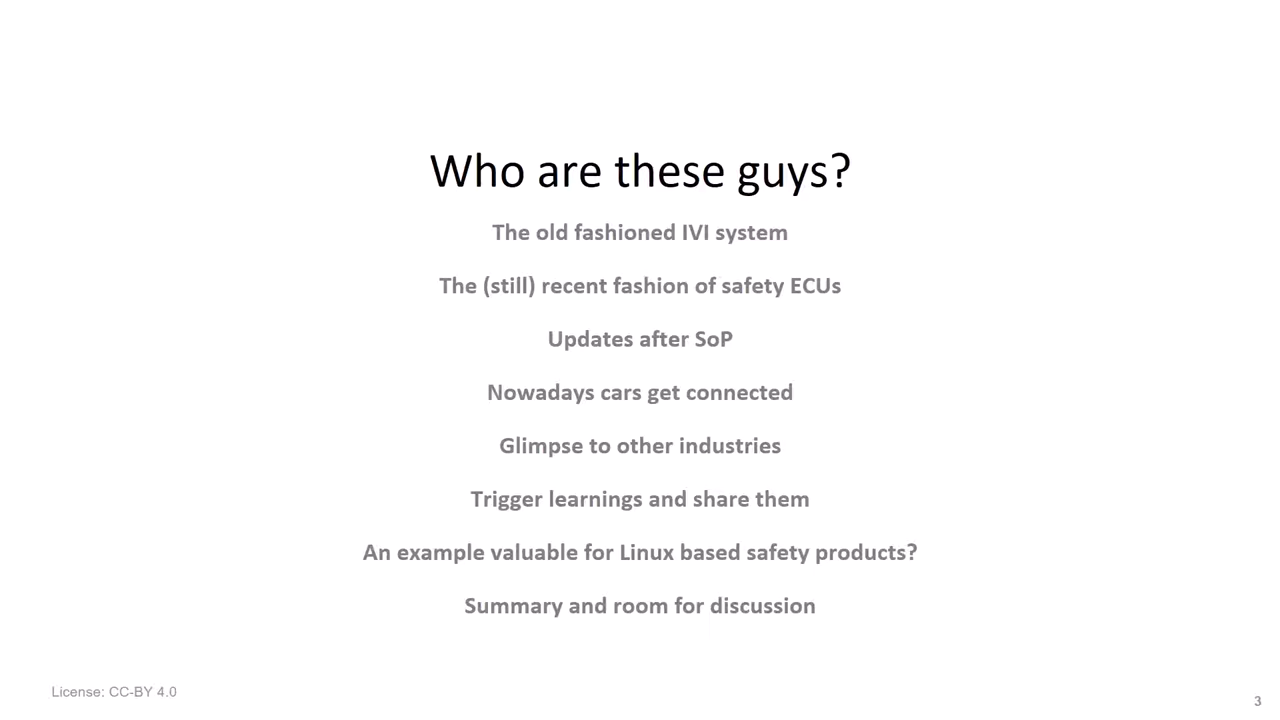 Who are these guys?
The old fashioned IVI system
The (still) recent fashion of safety ECUs
Updates after SoP
Nowadays cars get connected
Glimpse to other industries
Trigger learnings and share them
An example valuable for Linux based safety products?
Summary and room for discussion
License: CC-BY 4.0
3